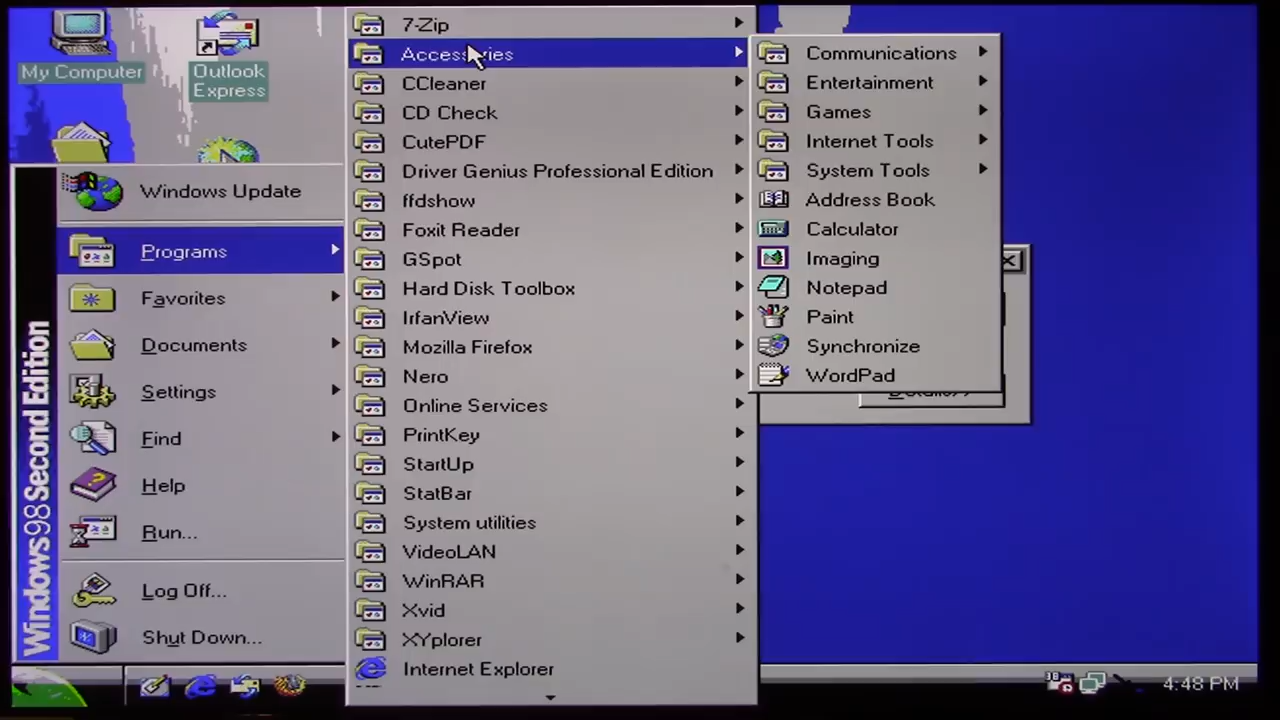 My Computer
Outlook
Express
Windows Update
Programs
Favorites
Documents
Settings
Find
Help
Run...
Log Off...
Shut Down...
Windows98 Second Edition
7-Zip
Accessories
CCleaner
CD Check
CutePDF
Driver Genius Professional Edition
ffdshow
Foxit Reader
GSpot
Hard Disk Toolbox
IrfanView
Mozilla Firefox
Nero
Online Services
PrintKey
StartUp
StatBar
System utilities
VideoLAN
WinRAR
Xvid
XYplorer
Internet Explorer
Communications
Entertainment
Games
Internet Tools
System Tools
Address Book
Calculator
Imaging
Notepad
Paint
Synchronize
WordPad
Details>>
4:48 PM